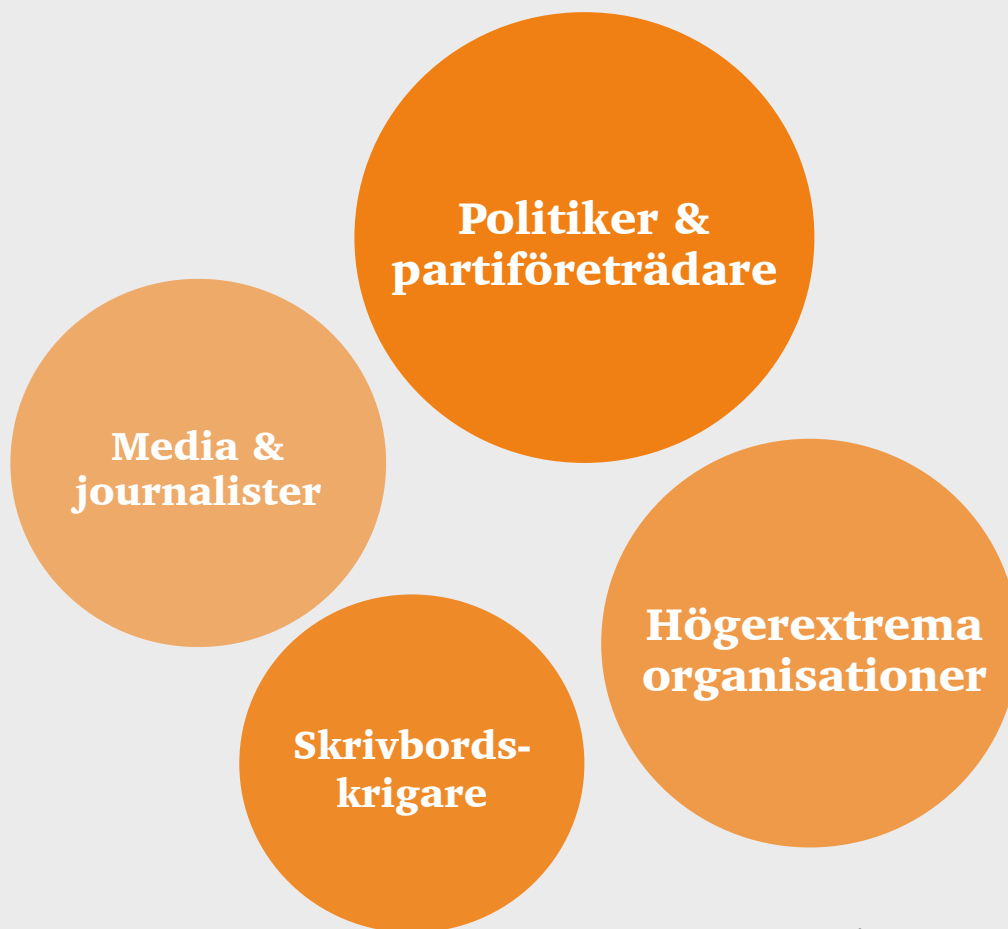 Politiker &
partiföreträdare
Media &
journalister
Högerextrema
organisationer
Skrivbords-
krigare